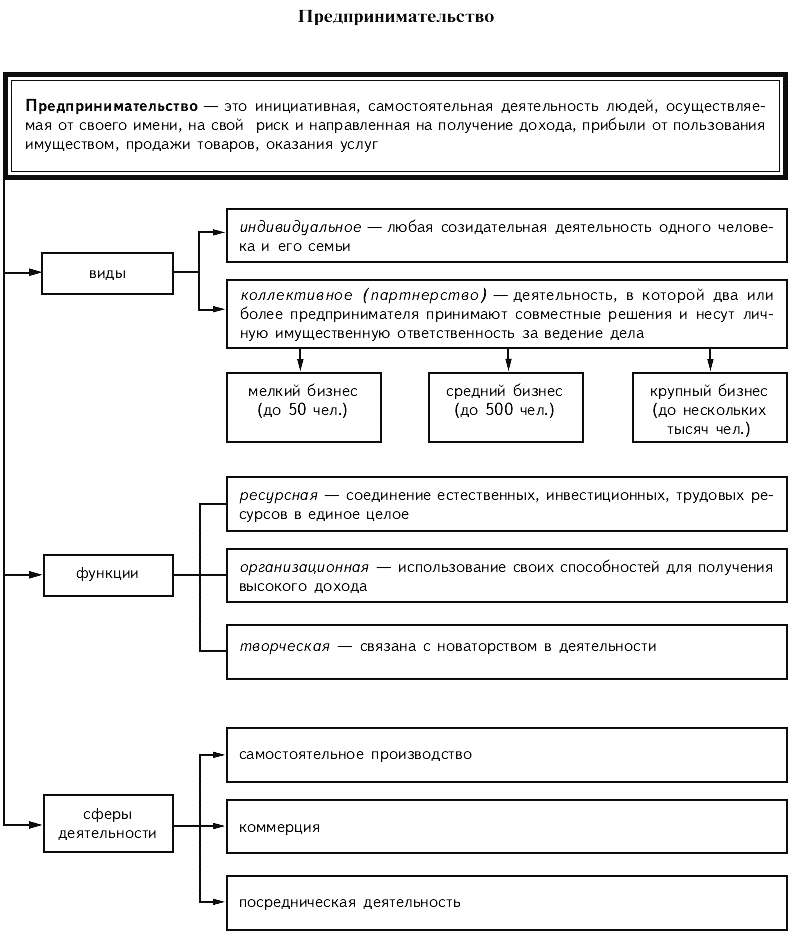 Предпринимательство
Предпринимательство — это инициативная, самостоятельная деятельность людей, осуществляе-
мая от своего имени, на свой риск и направленная на получение дохода, прибыли от пользования
имуществом, продажи товаров, оказания услуг
виды
индивидуальное — любая созидательная деятельность одного челове-
ка и его семьи
коллективное (партнерство) — деятельность, в которой два или
более предпринимателя принимают совместные решения и несут лич-
ную имущественную ответственность за ведение дела
мелкий бизнес
(до 50 чел.)
средний бизнес
(до 500 чел.)
крупный бизнес
(до нескольких
тысяч чел.)
функции
ресурсная — соединение естественных, инвестиционных, трудовых ре-
сурсов в единое целое
организационная — использование своих способностей для получения
высокого дохода
творческая — связана с новаторством в деятельности
сферы
деятельности
самостоятельное производство
коммерция
посредническая деятельность